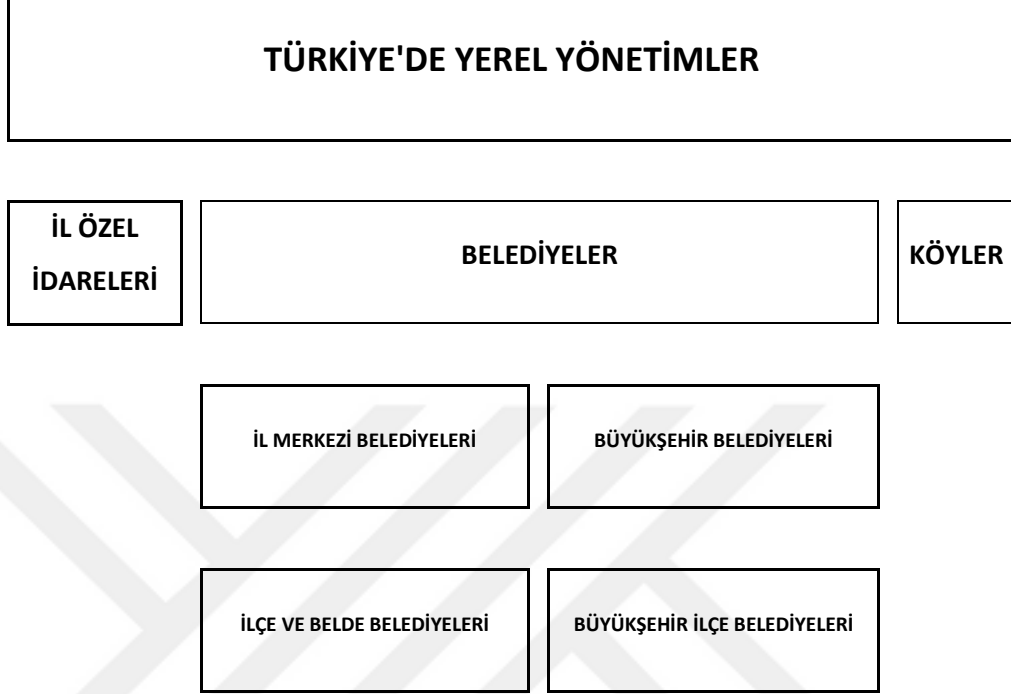 TÜRKİYE'DE YEREL YÖNETİMLER
İL ÖZEL
İDARELERİ
BELEDİYELER
KÖYLER
İL MERKEZİ BELEDİYELERİ
BÜYÜKŞEHİR BELEDİYELERİ
İLÇE VE BELDE BELEDİYELERİ
BÜYÜKŞEHİR İLÇE BELEDİYELERİ